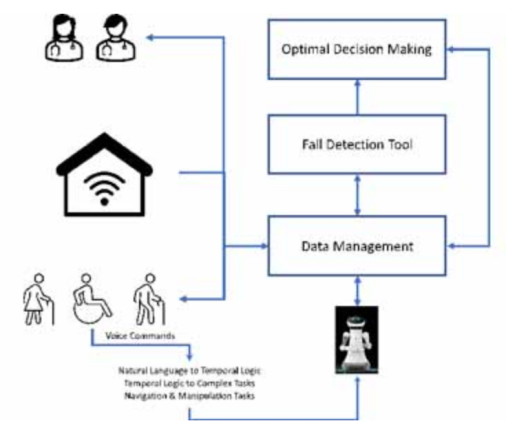 Optimal Decision Making
Fall Detection Tool
Data Management
Voice Commands
Natural Language to Temporal Logic
Temporal Logic to Complex Tasks
Navigation & Manipulation Tasks